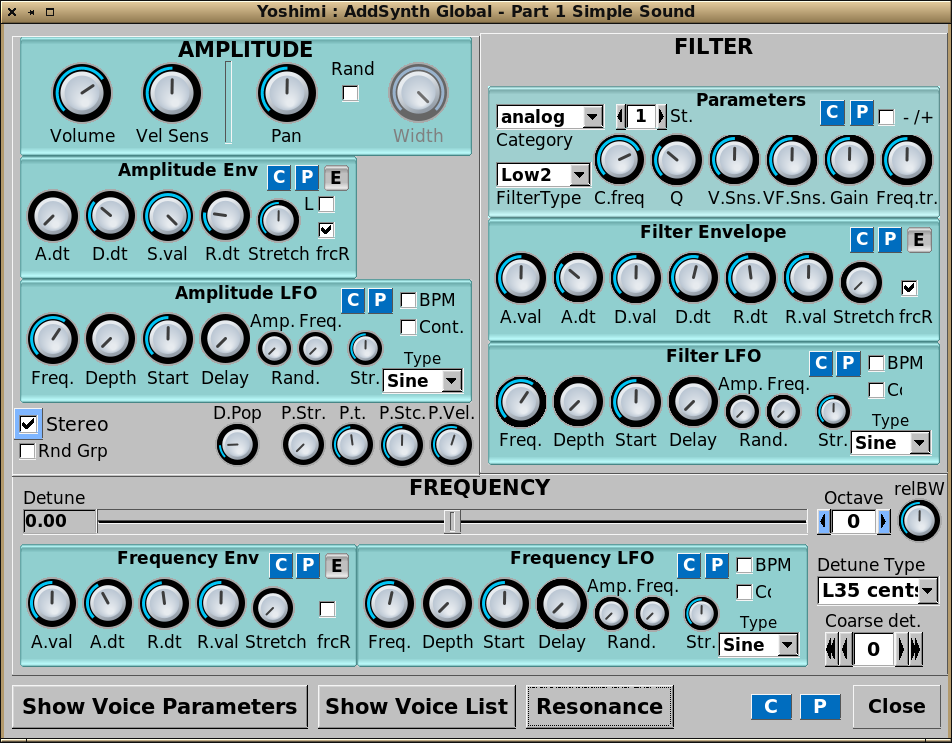 Yoshimi : AddSynth Global - Part 1 Simple Sound
AMPLITUDE
Rand
Volume Vel Sens Pan Width
Amplitude Env C P E
L
A.dt D.dt S.val R.dt Stretch frcR
Amplitude LFO C P BPM
Amp. Freq. Cont.
Type
Freq. Depth Start Delay Rand. Str. Sine
D.Pop P.Str. P.t. P.Stc. P.Vel.
Stereo
Rnd Grp
FILTER
Parameters C P - /+
analog 1 St.
Category
Low2
FilterType C.freq Q V.Sns. VF.Sns. Gain Freq.tr.
Filter Envelope C P E
A.val A.dt D.val D.dt R.dt R.val Stretch frcR
Filter LFO C P BPM
Amp. Freq. Co
Type
Freq. Depth Start Delay Rand. Str. Sine
FREQUENCY
Detune Octave relBW
0.00 0
Frequency Env C P E
A.val A.dt R.dt R.val Stretch frcR
Frequency LFO C P BPM
Amp. Freq. Co
Type
Freq. Depth Start Delay Rand. Str. Sine
Detune Type
L35 cents
Coarse det.
0
Show Voice Parameters Show Voice List Resonance C P Close